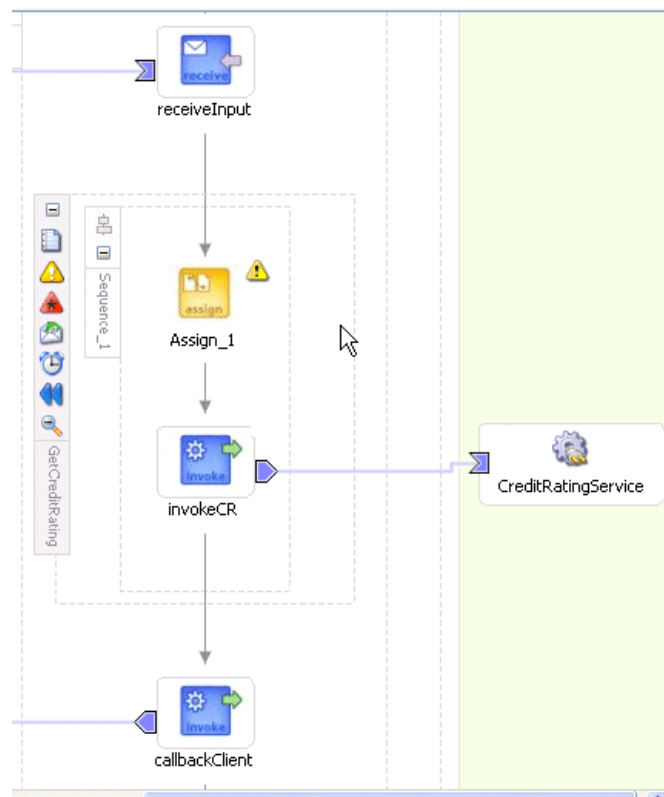 receive
receiveInput
Sequence_1
assign
Assign_1
invoke
invokeCR
GetCreditRating
CreditRatingService
invoke
callbackClient